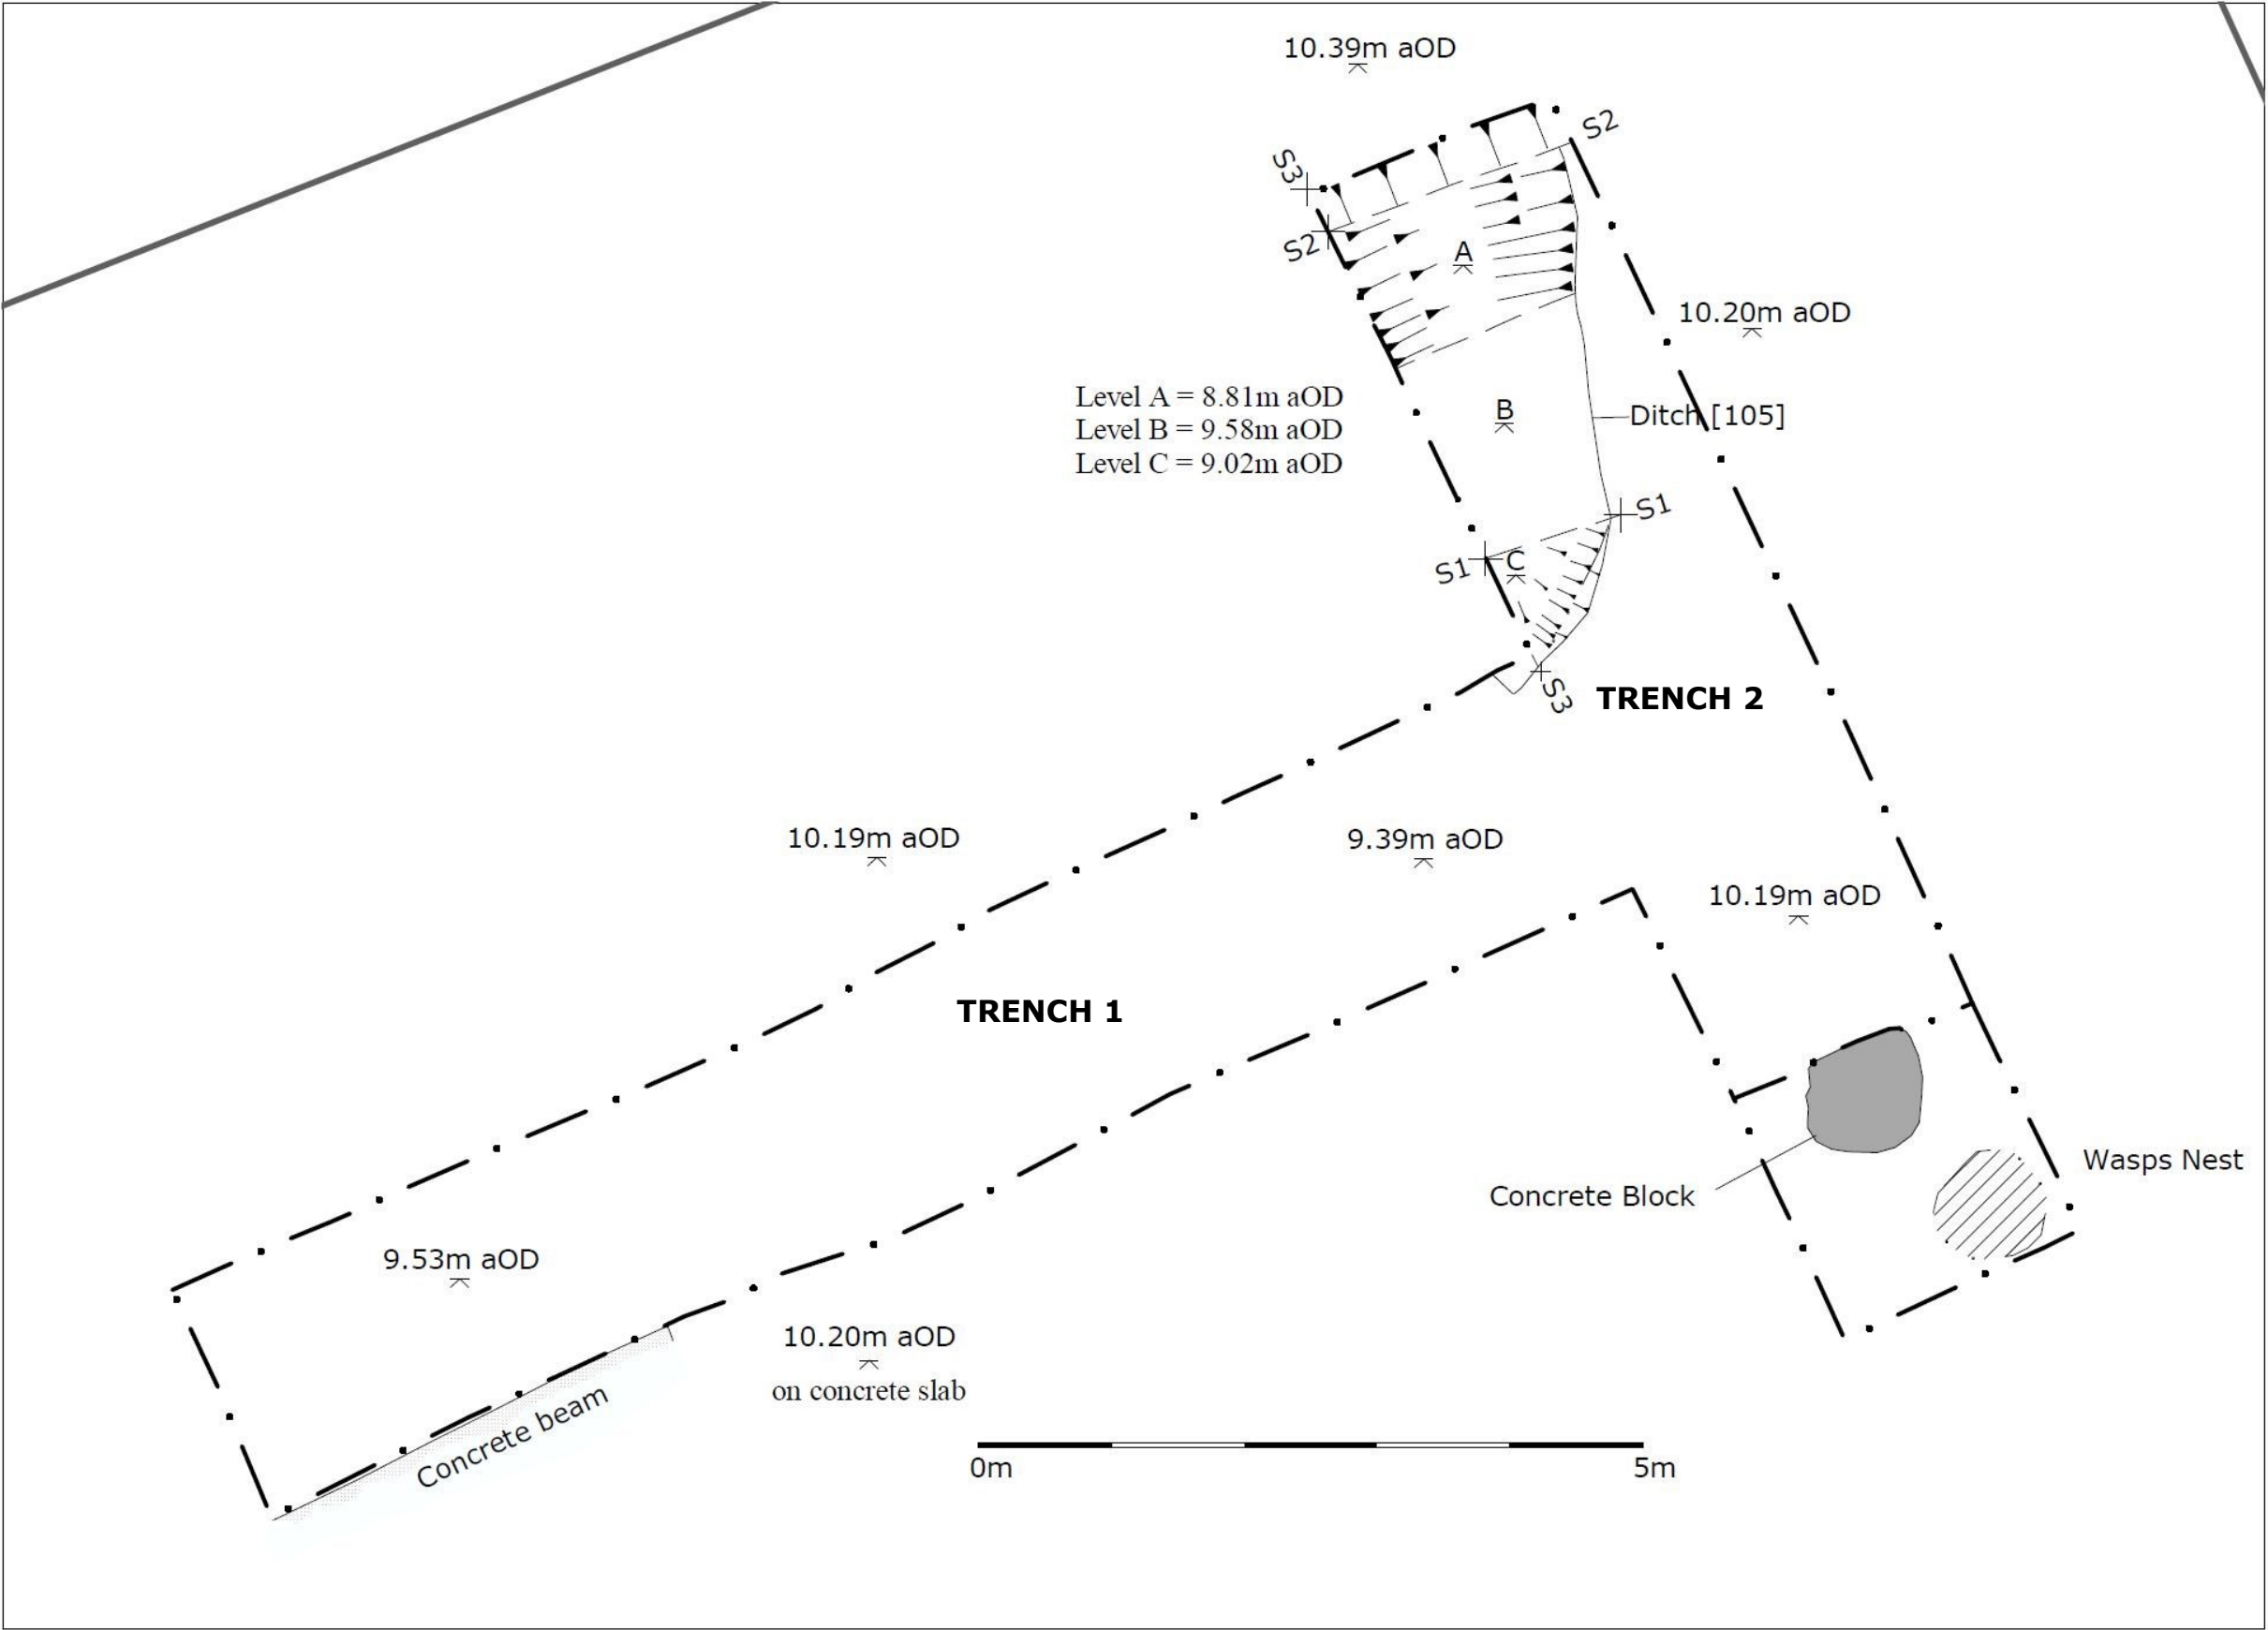 10.39m aOD
S2
S3
S2
A
10.20m aOD
Level A = 8.81m aOD
Level B = 9.58m aOD
Level C = 9.02m aOD
B
Ditch [105]
S1
S1
C
S3
TRENCH 2
10.19m aOD
9.39m aOD
10.19m aOD
TRENCH 1
Wasps Nest
Concrete Block
9.53m aOD
10.20m aOD
on concrete slab
Concrete beam
0m
5m